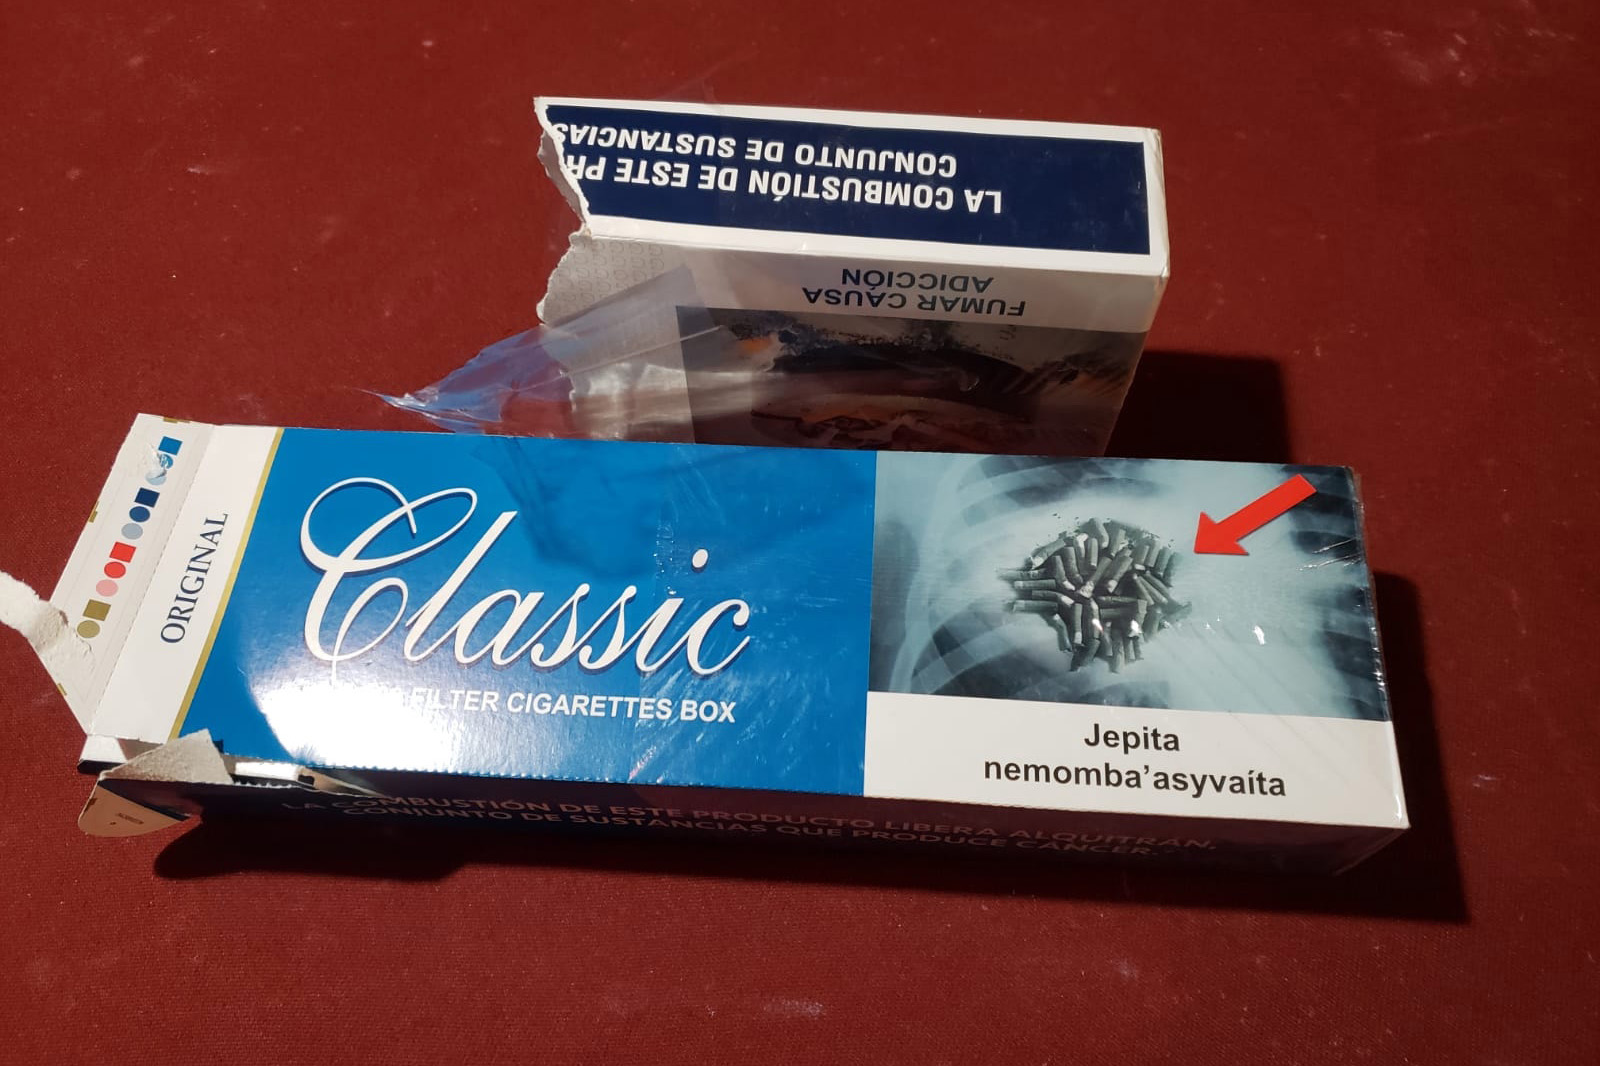 LA COMBUSTIÓN DE ESTE PR
CONJUNTO DE SUSTANCIAS
FUMAR CAUSA
ADICCIÓN
ORIGINAL
Classic
FILTER CIGARETTES BOX
Jepita
nemomba'asyvaíta
LA COMBUSTIÓN DE ESTE PRODUCTO LIBERA ALQUITRAN,
CONJUNTO DE SUSTANCIAS QUE PRODUCE CÁNCER.